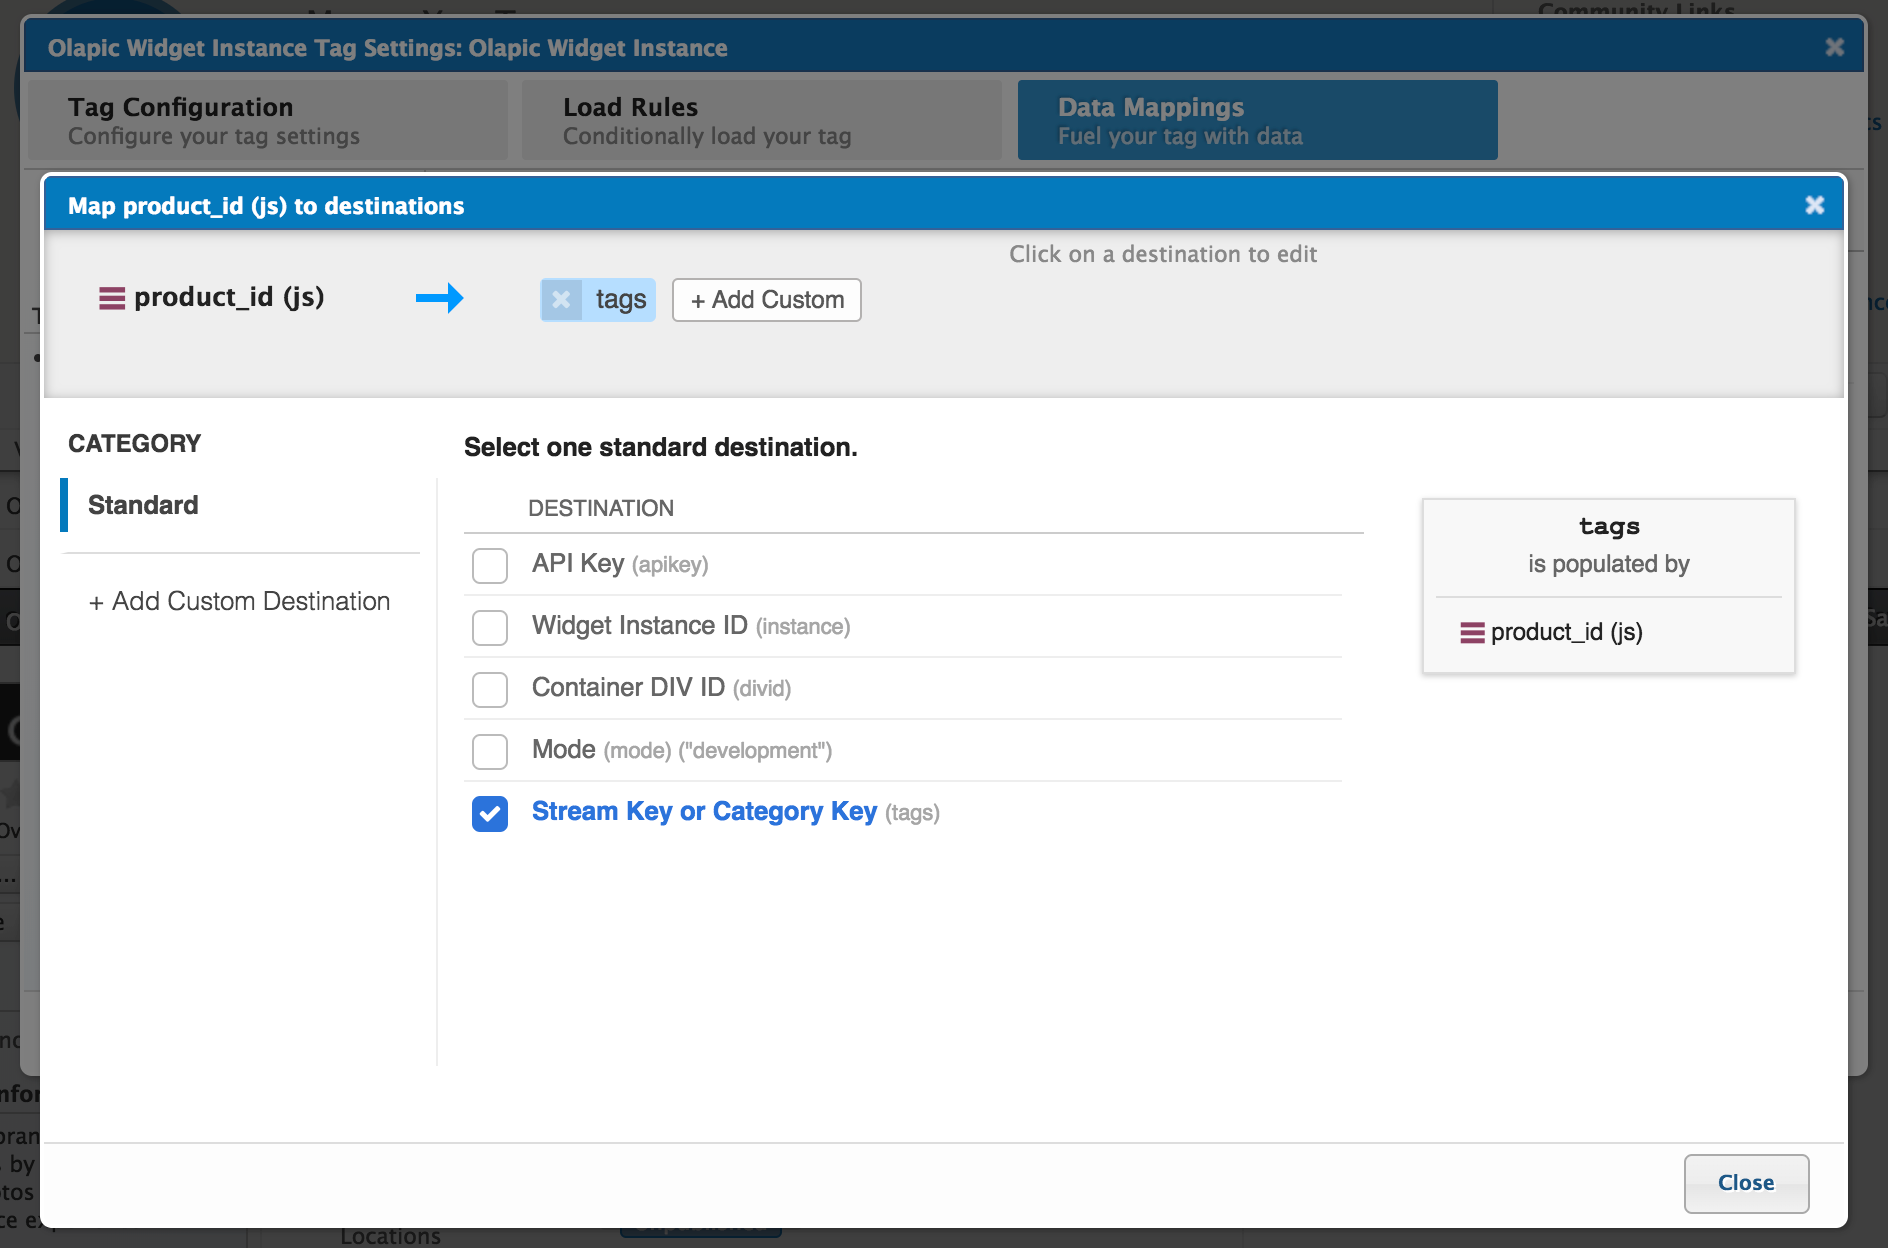 Community Links
Olapic Widget Instance Tag Settings: Olapic Widget Instance
Tag Configuration
Configure your tag settings
Load Rules
Conditionally load your tag
Data Mappings
Fuel your tag with data
Map product_id (js) to destinations
Click on a destination to edit
product_id (js)
tags
+ Add Custom
CATEGORY
Standard
+ Add Custom Destination
Select one standard destination.
DESTINATION
API Key (apikey)
Widget Instance ID (instance)
Container DIV ID (divid)
Mode (mode) ("development")
Stream Key or Category Key (tags)
tags
is populated by
product_id (js)
by
Close
Locations